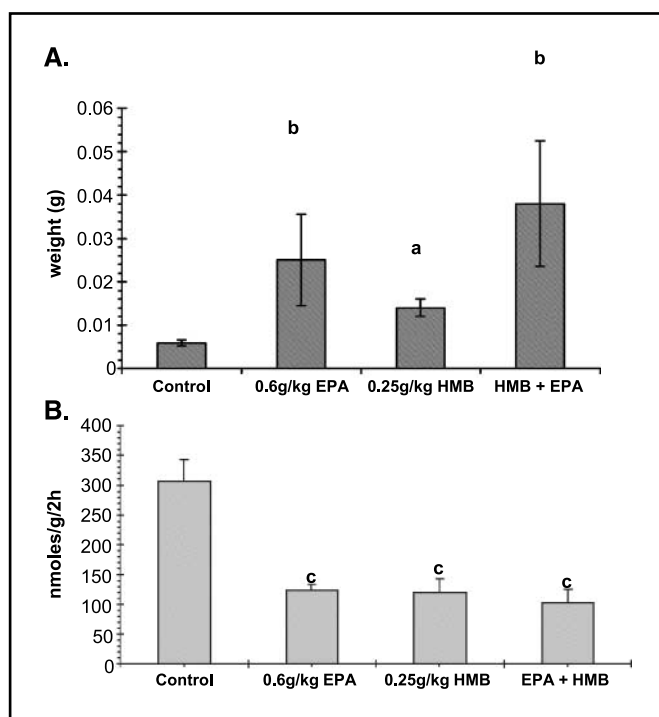 A.
b
b
0.06
0.05
0.04
0.03
0.02
0.01
0
weight (g)
a
Control 0.6g/kg EPA 0.25g/kg HMB HMB + EPA
B.
400
350
300
250
200
150
100
50
0
nmoles/g/2h
c c c
Control 0.6g/kg EPA 0.25g/kg HMB EPA + HMB